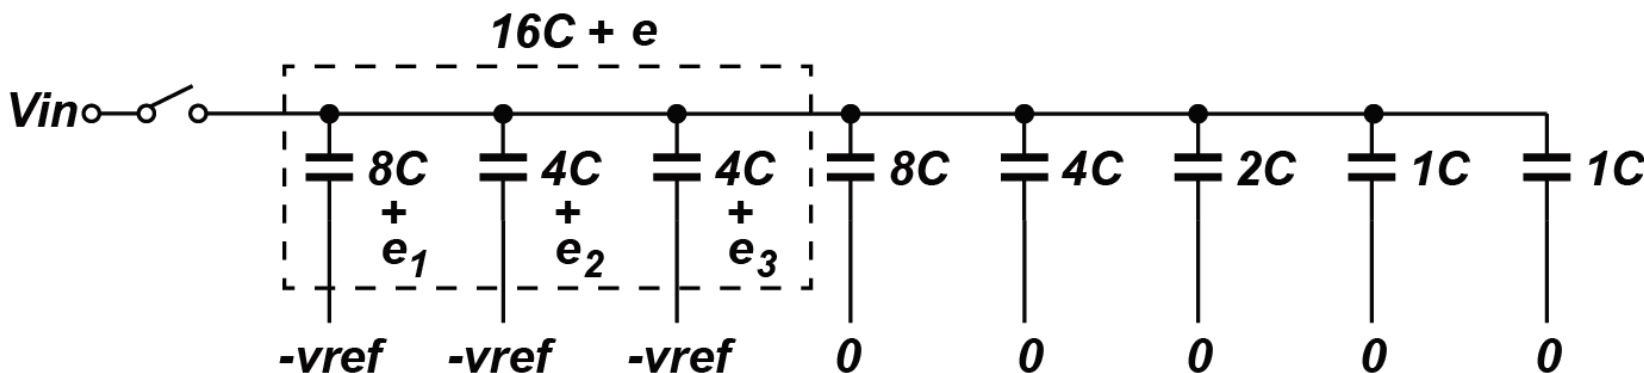 16C + e
Vin
8C 4C 4C 8C 4C 2C 1C 1C
+ + +
e1 e2 e3
-vref -vref -vref 0 0 0 0 0